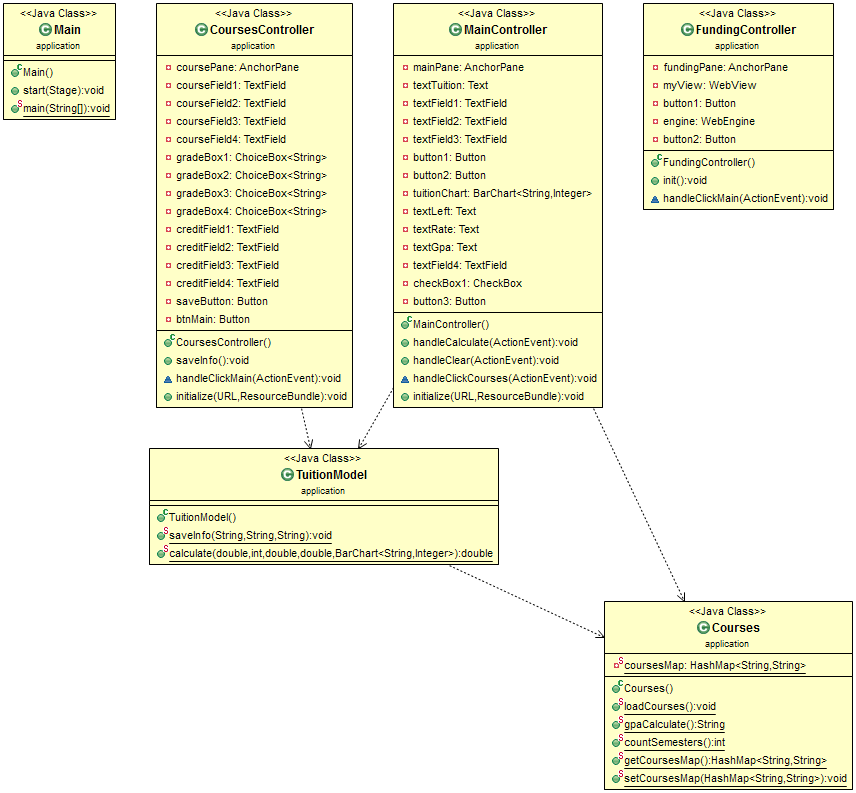 <<Java Class>>
Main
application
Main()
start(Stage):void
main(String[]):void
<<Java Class>>
CoursesController
application
coursePane: AnchorPane
courseField1: TextField
courseField2: TextField
courseField3: TextField
courseField4: TextField
gradeBox1: ChoiceBox<String>
gradeBox2: ChoiceBox<String>
gradeBox3: ChoiceBox<String>
gradeBox4: ChoiceBox<String>
creditField1: TextField
creditField2: TextField
creditField3: TextField
creditField4: TextField
saveButton: Button
btnMain: Button
CoursesController()
saveInfo():void
handleClickMain(ActionEvent):void
initialize(URL,ResourceBundle):void
<<Java Class>>
MainController
application
mainPane: AnchorPane
textTuition: Text
textField1: TextField
textField2: TextField
textField3: TextField
button1: Button
button2: Button
tuitionChart: BarChart<String,Integer>
textLeft: Text
textRate: Text
textGpa: Text
textField4: TextField
checkBox1: CheckBox
button3: Button
MainController()
handleCalculate(ActionEvent):void
handleClear(ActionEvent):void
handleClickCourses(ActionEvent):void
initialize(URL,ResourceBundle):void
<<Java Class>>
FundingController
application
fundingPane: AnchorPane
myView: WebView
button1: Button
engine: WebEngine
button2: Button
FundingController()
init():void
handleClickMain(ActionEvent):void
<<Java Class>>
TuitionModel
application
TuitionModel()
saveInfo(String,String,String):void
calculate(double,int,double,double,BarChart<String,Integer>):double
<<Java Class>>
Courses
application
coursesMap: HashMap<String,String>
Courses()
loadCourses():void
gpaCalculate():String
countSemesters():int
getCoursesMap():HashMap<String,String>
setCoursesMap(HashMap<String,String>):void